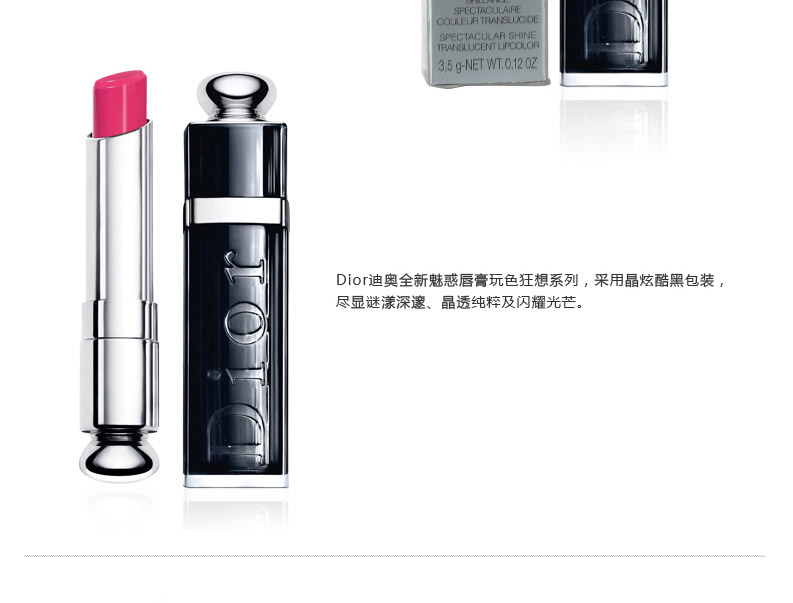 SPECTACULAIRE
COULEUR TRANSLUCIDE
SPECTACULAR SHINE
TRANSLUCENT LIPCOLOR
3,5 g-NET WT. 0.12 OZ
Dior
Dior
Dior迪奥全新魅惑唇膏玩色狂想系列，采用晶炫酷黑包装，
尽显谜漾深邃、晶透纯粹及闪耀光芒。